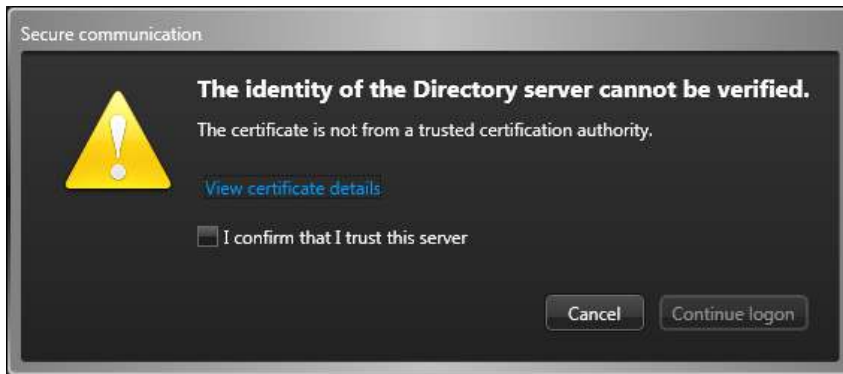 Secure communication
The identity of the Directory server cannot be verified.
The certificate is not from a trusted certification authority.
View certificate details
I confirm that I trust this server
Cancel
Continue logon